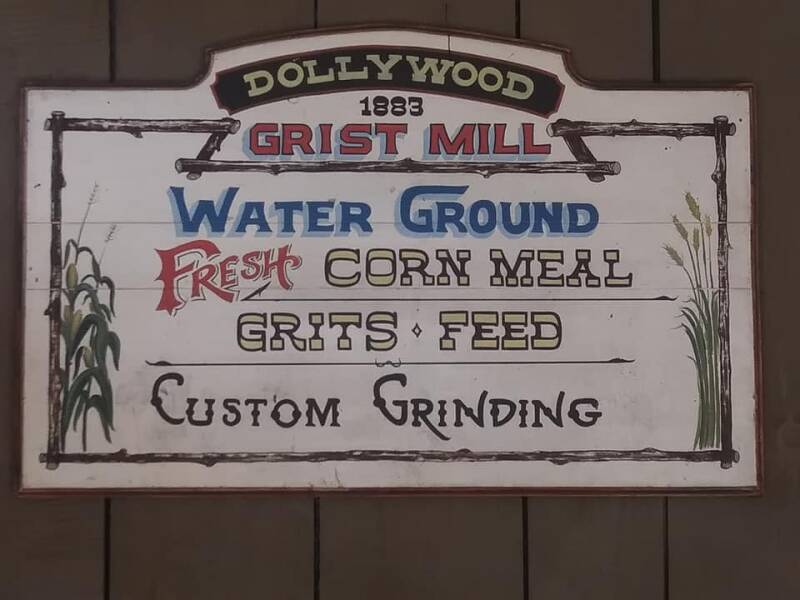 DOLLYWOOD
1883
GRIST MILL
WATER GROUND
FRESH CORN MEAL
GRITS ⋄ FEED
CUSTOM GRINDING